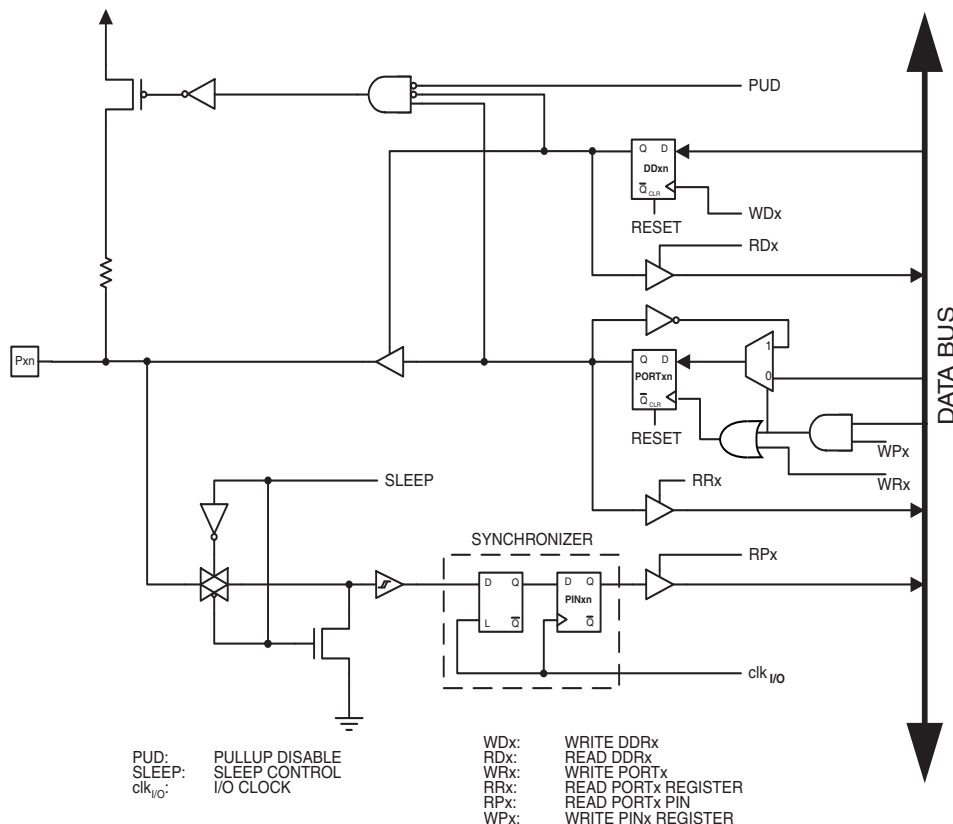 PUD
Q D
DDxn
Q CLR
WDx
RESET
RDx
Pxn
1
Q D
PORTxn
0
Q CLR
RESET
WPx
WRx
RRx
SLEEP
SYNCHRONIZER
RPx
D Q
L Q
D Q
PINxn
Q
clk I/O
DATA BUS
PUD: PULLUP DISABLE
SLEEP: SLEEP CONTROL
clkI/O: I/O CLOCK
WDx: WRITE DDRx
RDx: READ DDRx
WRx: WRITE PORTx
RRx: READ PORTx REGISTER
RPx: READ PORTx PIN
WPx: WRITE PINx REGISTER